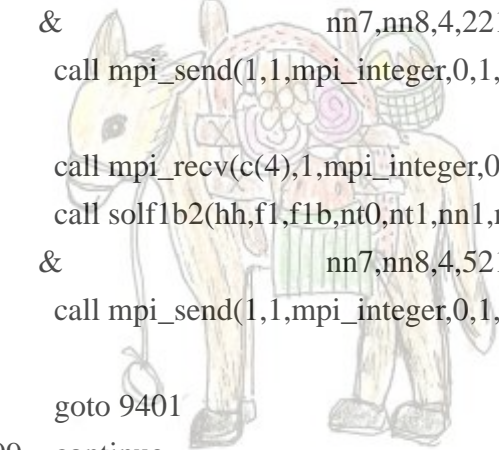 & nn7,nn8,4,221
call mpi_send(1,1,mpi_integer,0,1,
call mpi_recv(c(4),1,mpi_integer,0
call solf1b2(hh,f1,f1b,nt0,nt1,nn1,
& nn7,nn8,4,521
call mpi_send(1,1,mpi_integer,0,1,
goto 9401
continue